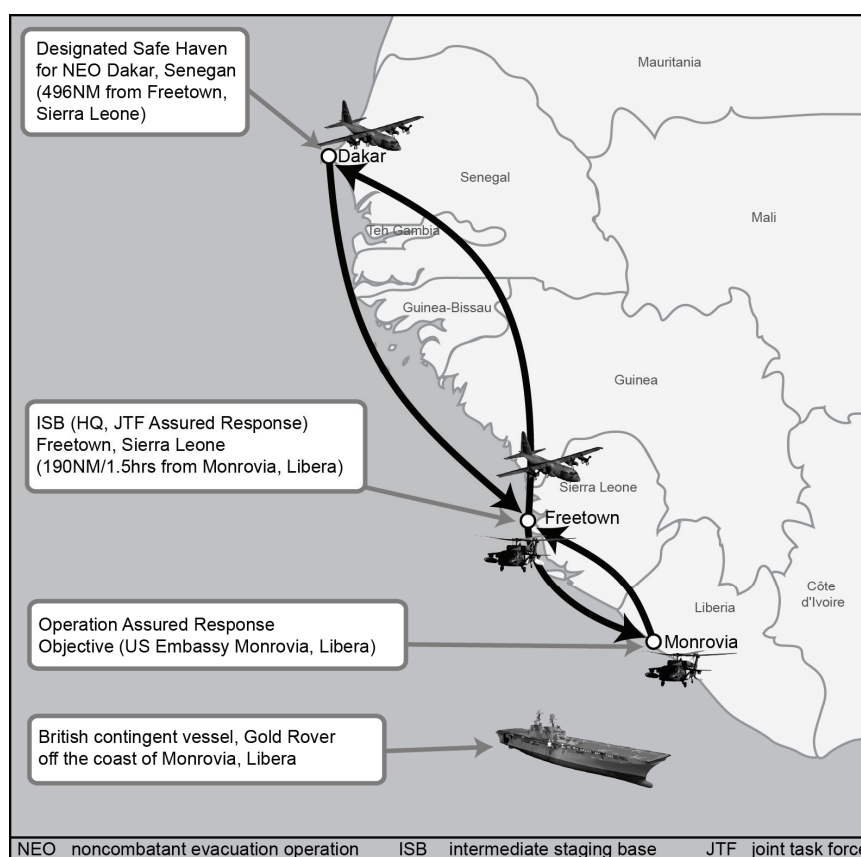 Designated Safe Haven
for NEO Dakar, Senegan
(496NM from Freetown,
Sierra Leone)
Mauritania
Dakar
Senegal
Mali
Teh Gambia
Guinea-Bissau
Guinea
ISB (HQ, JTF Assured Response)
Freetown, Sierra Leone
(190NM/1.5hrs from Monrovia, Libera)
Sierra Leone
Freetown
Côte
d'Ivoire
Liberia
Operation Assured Response
Objective (US Embassy Monrovia, Libera)
Monrovia
British contingent vessel, Gold Rover
off the coast of Monrovia, Libera
NEO noncombatant evacuation operation ISB intermediate staging base JTF joint task force